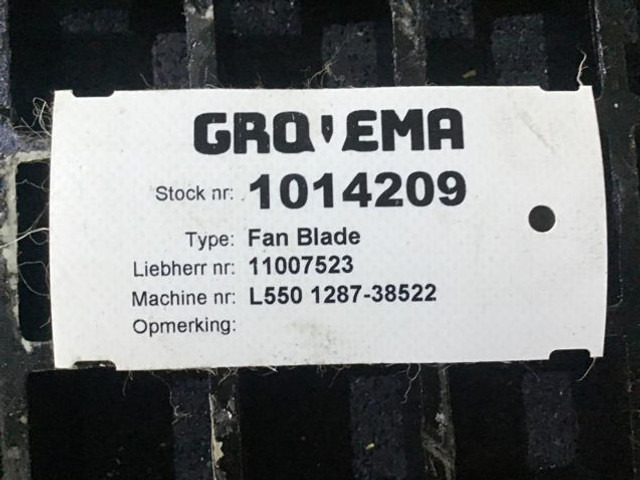 GRO EMA
Stock nr: 1014209
Type: Fan Blade
Liebherr nr: 11007523
Machine nr: L550 1287-38522
Opmerking: